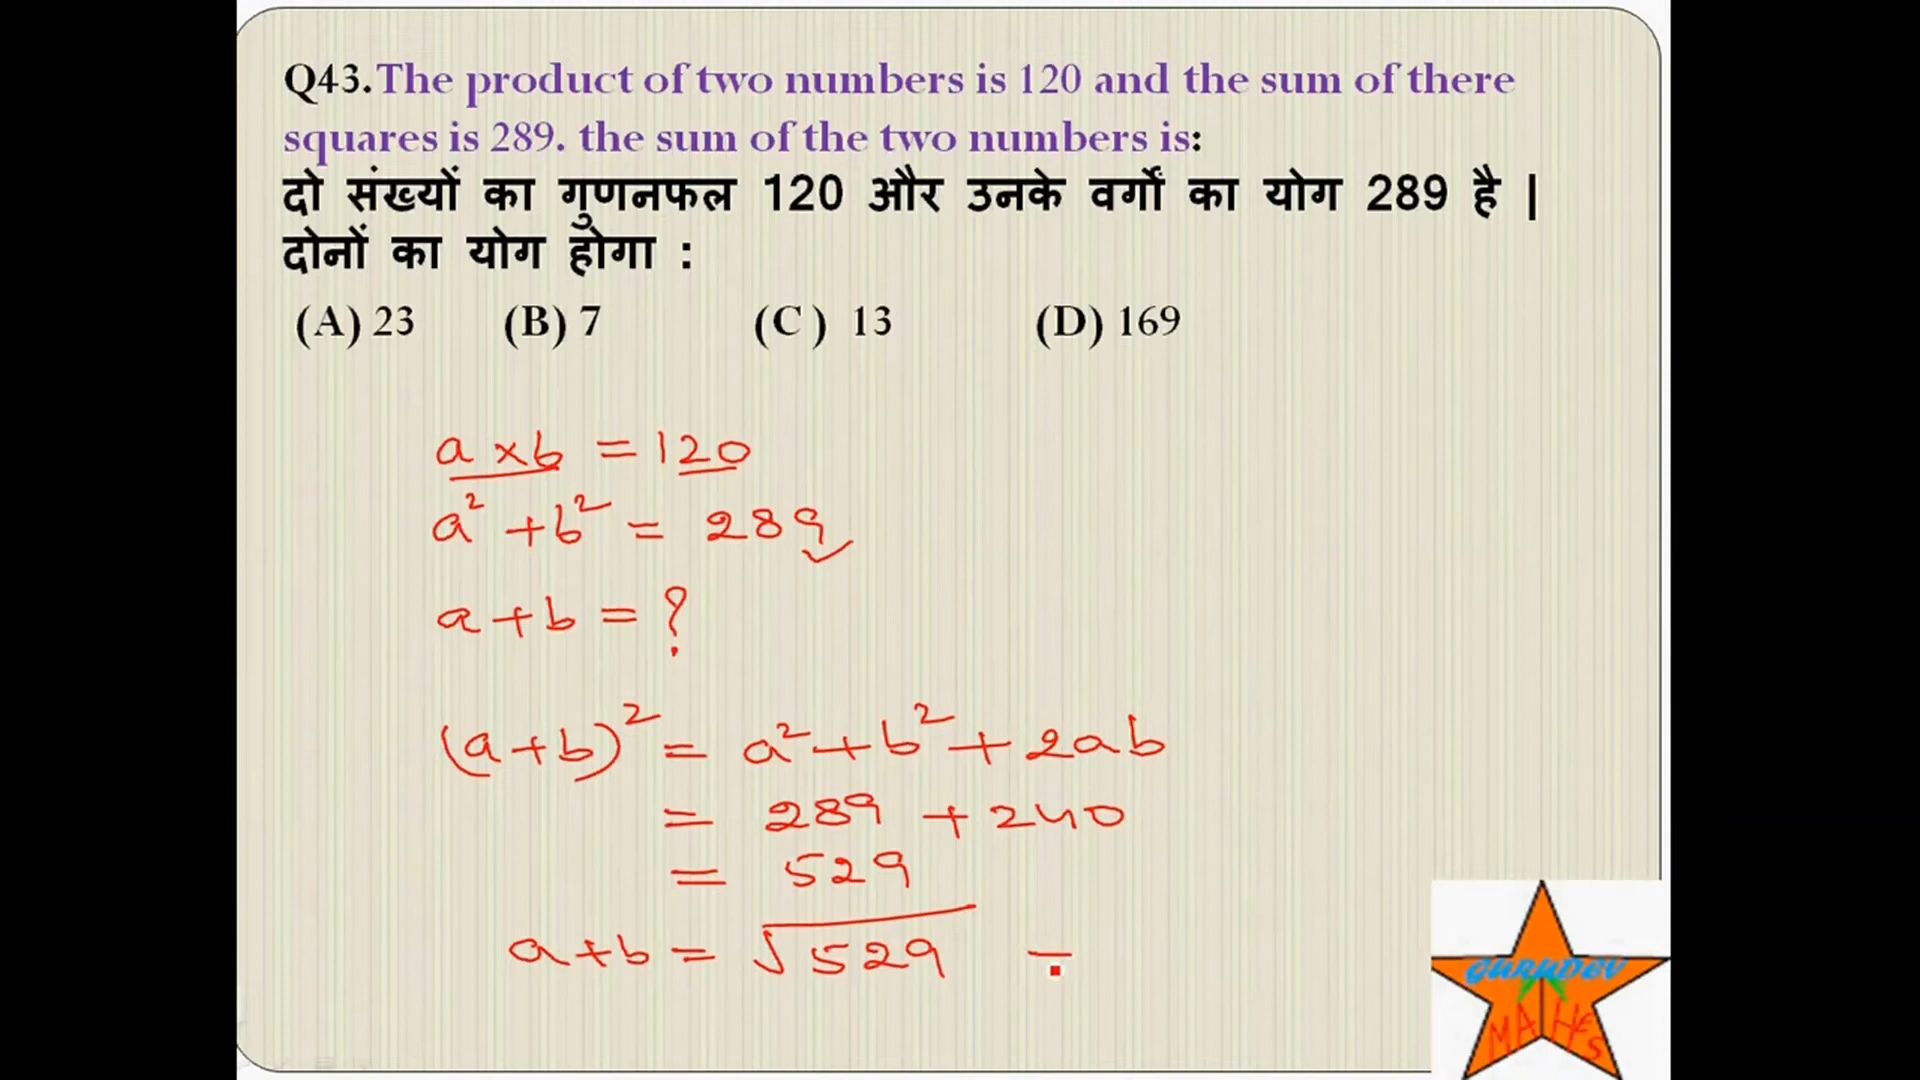 Q43.The product of two numbers is 120 and the sum of there
squares is 289. the sum of the two numbers is:
दो संख्यों का गुणनफल 120 और उनके वर्गों का योग 289 है |
दोनों का योग होगा :
(A) 23 (B) 7 (C ) 13 (D) 169
a × b = 120
a² + b² = 289
a + b = ?
(a + b)² = a² + b² + 2ab
= 289 + 240
= 529
a + b = √529 =
GURUDEV
MATHS